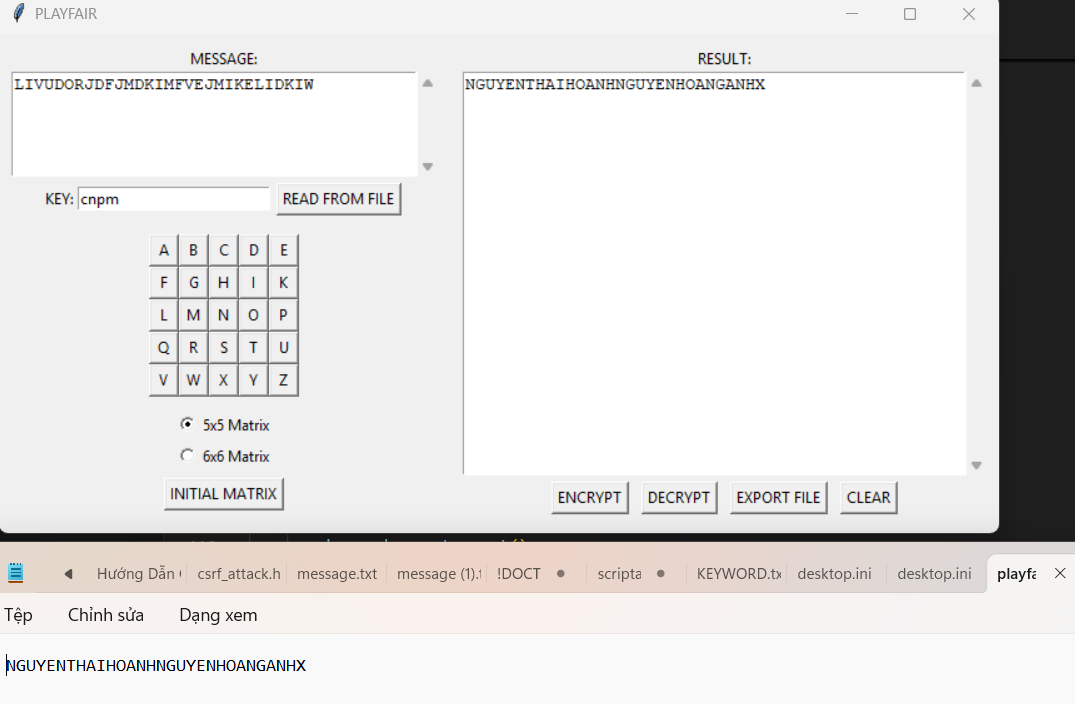 PLAYFAIR
MESSAGE:
LIVUDORJDFJMDKIMFVEJMIKELIDKIW
KEY: cnpm READ FROM FILE
A B C D E
F G H I K
L M N O P
Q R S T U
V W X Y Z
5x5 Matrix
6x6 Matrix
INITIAL MATRIX
RESULT:
NGUYENTHAIHOANHNGUYENHOANGANHX
ENCRYPT DECRYPT EXPORT FILE CLEAR
Hướng Dẫn csrf_attack.h message.txt message (1).t !DOCT scripta KEYWORD.tx desktop.ini desktop.ini playfa
Tệp Chỉnh sửa Dạng xem
NGUYENTHAIHOANHNGUYENHOANGANHX